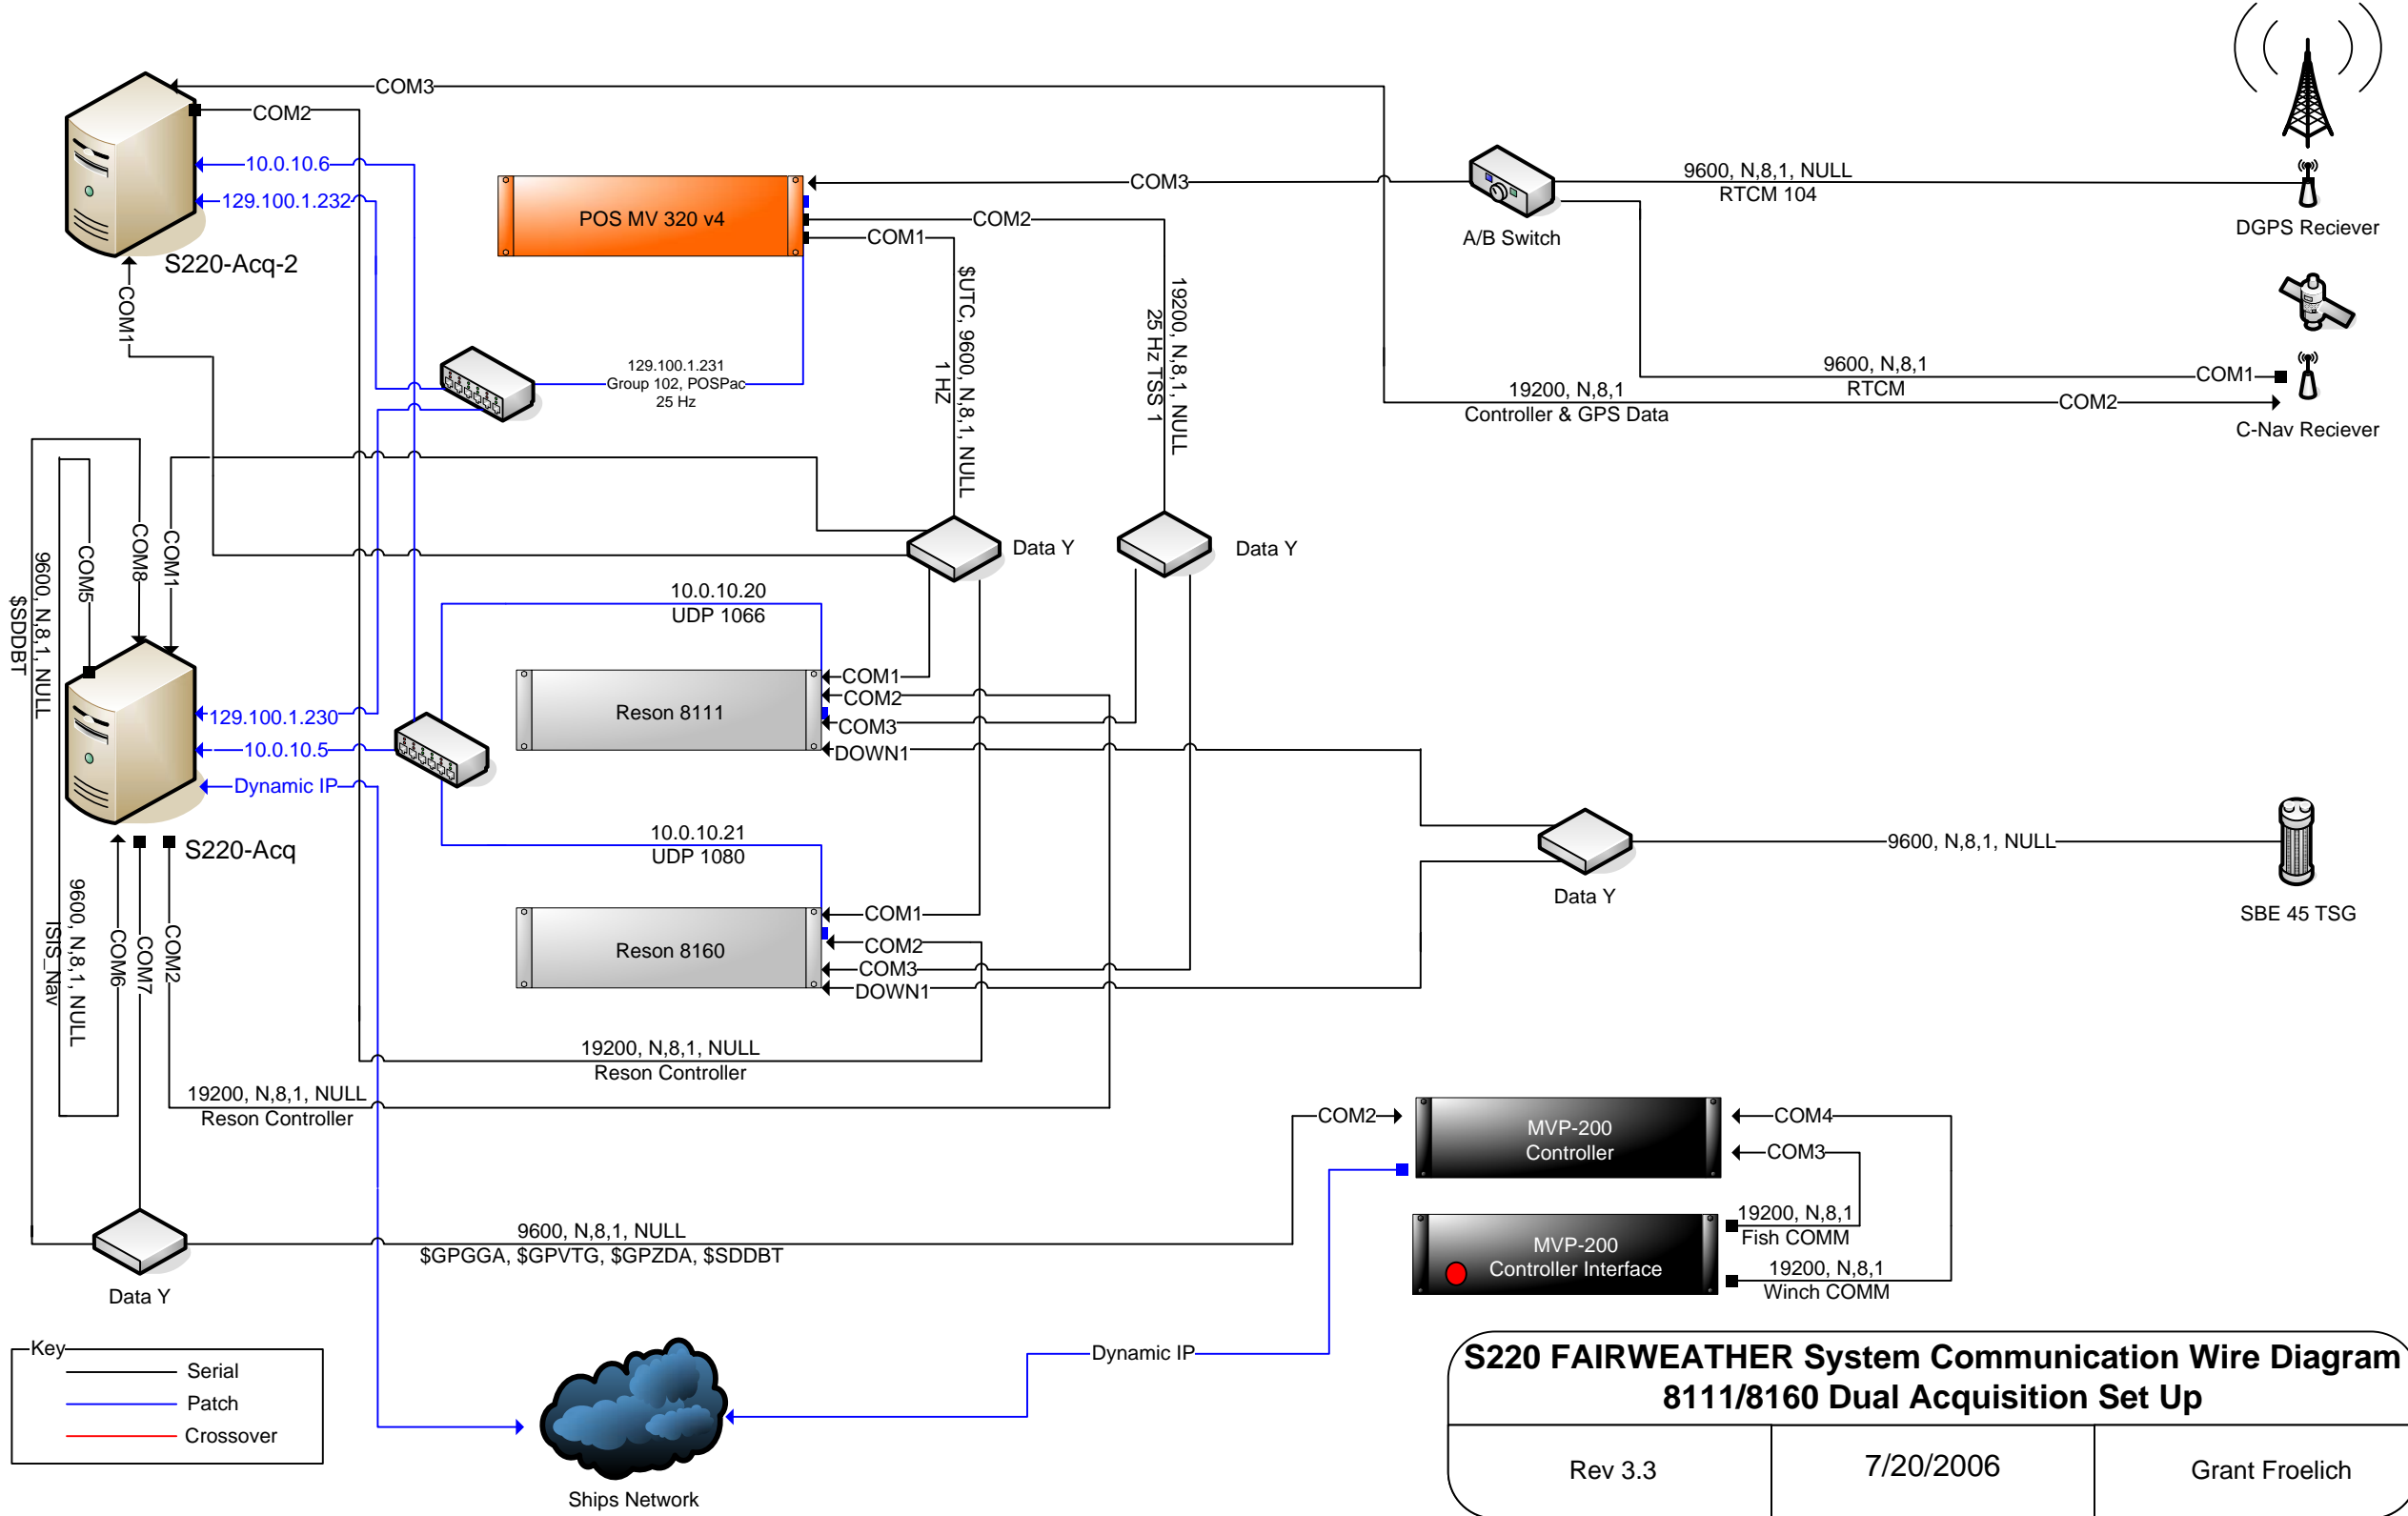 COM3
COM2
10.0.10.6
129.100.1.232
S220-Acq-2
COM1
POS MV 320 v4
COM3
COM2
COM1
A/B Switch
9600, N,8,1, NULL
RTCM 104
DGPS Reciever
129.100.1.231
Group 102, POSPac
25 Hz
$UTC, 9600, N,8,1, NULL
1 HZ
19200, N,8,1, NULL
25 Hz TSS 1
9600, N,8,1
RTCM
COM1
19200, N,8,1
Controller & GPS Data
COM2
C-Nav Reciever
Data Y
Data Y
9600, N,8,1, NULL
$SDDBT
COM5
COM8
COM1
10.0.10.20
UDP 1066
Reson 8111
COM1
COM2
COM3
DOWN1
129.100.1.230
10.0.10.5
Dynamic IP
S220-Acq
10.0.10.21
UDP 1080
Reson 8160
COM1
COM2
COM3
DOWN1
Data Y
9600, N,8,1, NULL
SBE 45 TSG
9600, N,8,1, NULL
ISIS_Nav
COM6
COM7
COM2
19200, N,8,1, NULL
Reson Controller
19200, N,8,1, NULL
Reson Controller
COM2
MVP-200
Controller
COM4
COM3
19200, N,8,1
Fish COMM
MVP-200
Controller Interface
19200, N,8,1
Winch COMM
9600, N,8,1, NULL
$GPGGA, $GPVTG, $GPZDA, $SDDBT
Data Y
Key
Serial
Patch
Crossover
Dynamic IP
Ships Network
S220 FAIRWEATHER System Communication Wire Diagram
8111/8160 Dual Acquisition Set Up
Rev 3.3
7/20/2006
Grant Froelich